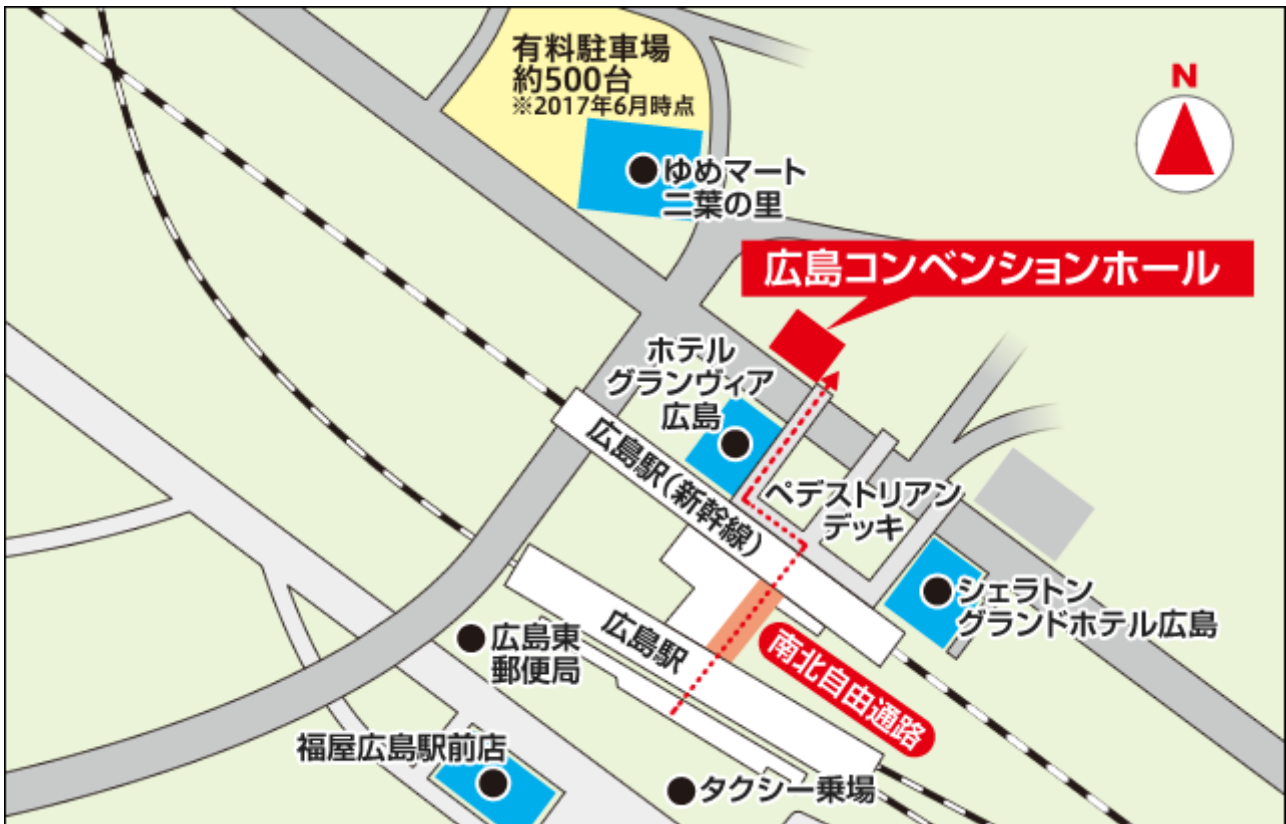 有料駐車場
約500台
※2017年6月時点
N
ゆめマート
二葉の里
広島コンベンションホール
ホテル
グランヴィア
広島
広島駅(新幹線)
ペデストリアン
デッキ
シェラトン
グランドホテル広島
広島東
郵便局
広島駅
南北自由通路
福屋広島駅前店
タクシー乗場